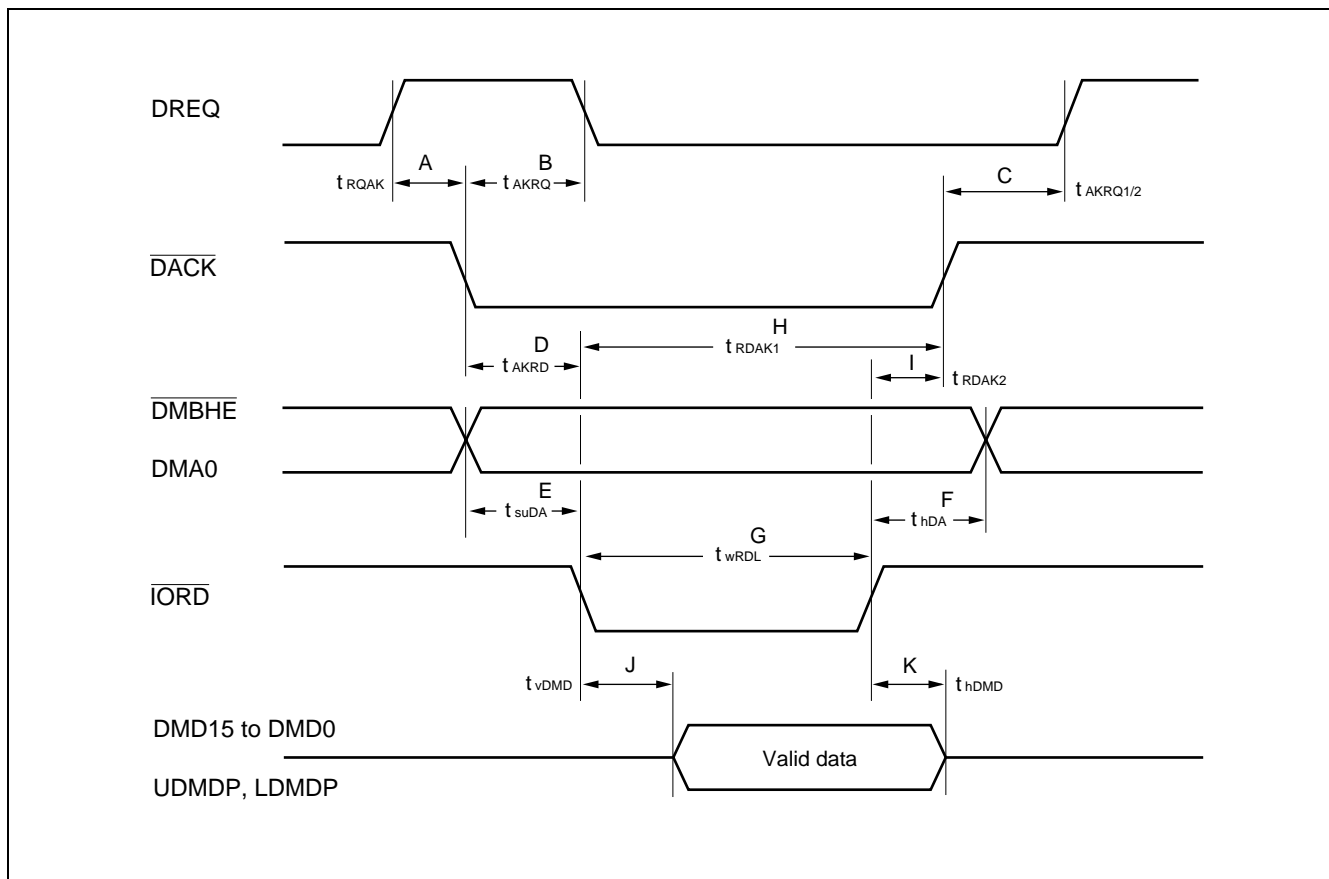 DREQ
A
B
C
t RQAK
t AKRQ
t AKRQ1/2
DACK
D
H
t AKRD
t RDAK1
I
t RDAK2
DMBHE
DMA0
E
F
t suDA
t hDA
G
t wRDL
IORD
J
K
t vDMD
t hDMD
DMD15 to DMD0
Valid data
UDMDP, LDMDP